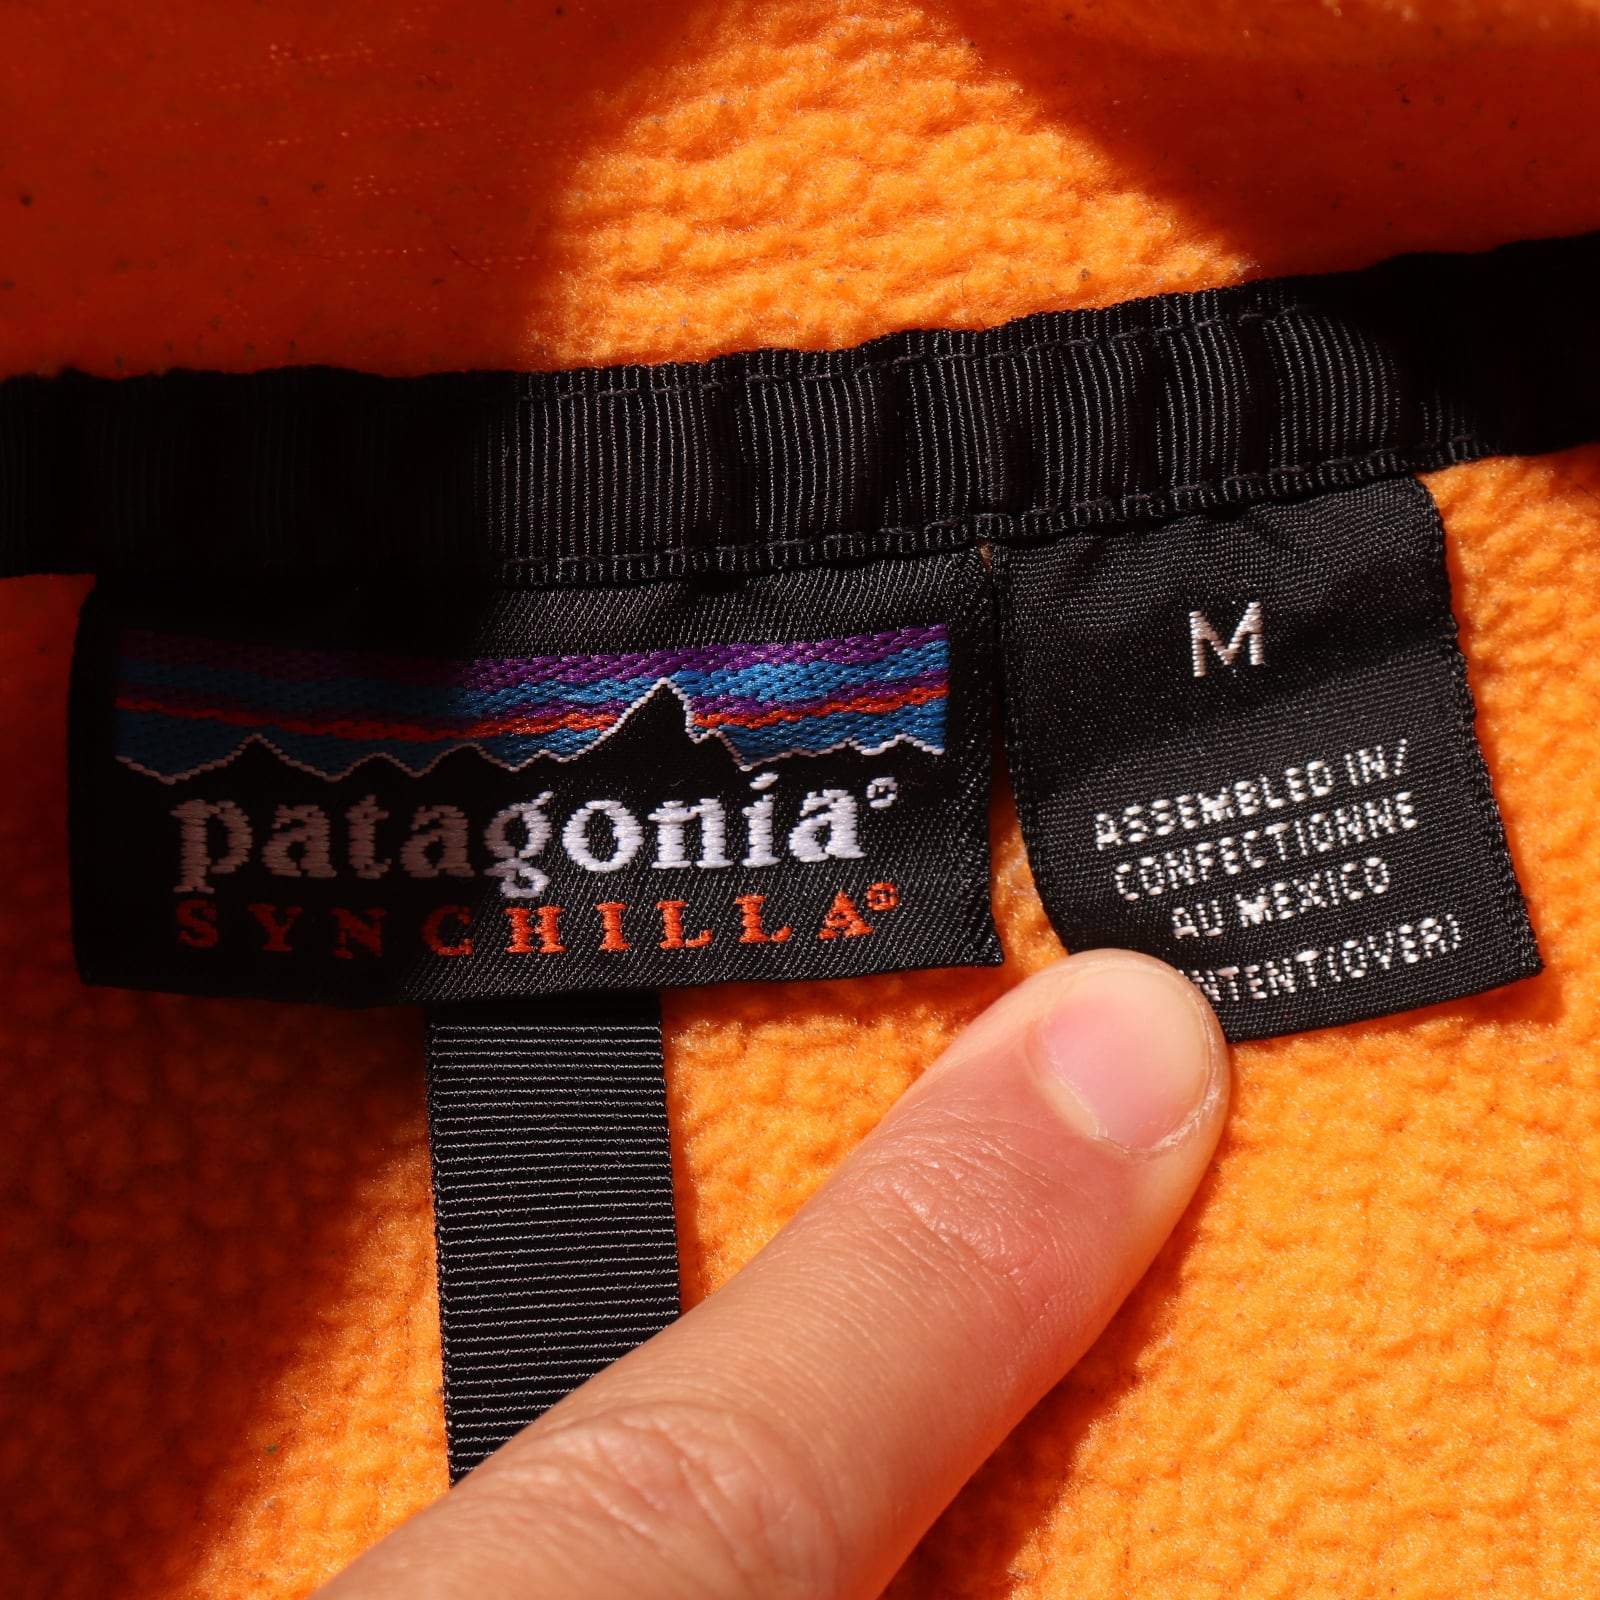 patagonia®
SYNCHILLA®
M
ASSEMBLED IN/
CONFECTIONNE
AU MEXICO